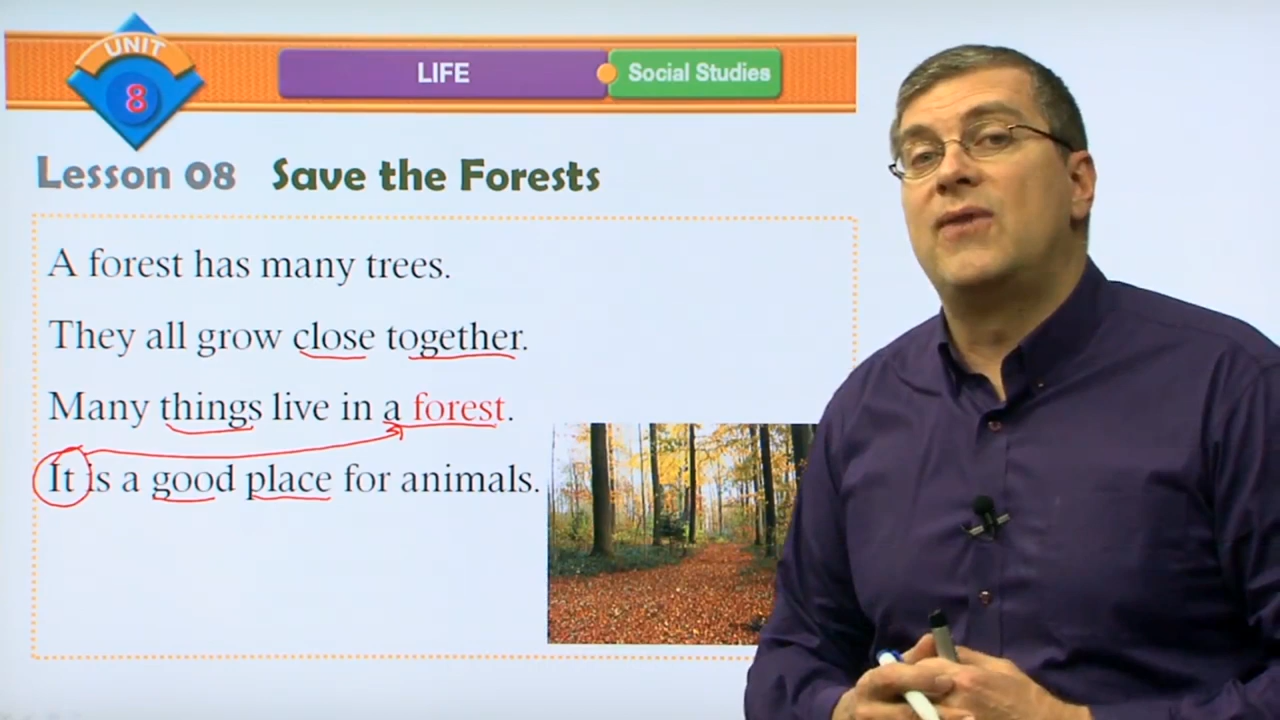 UNIT
8
LIFE
Social Studies
Lesson 08 Save the Forests
A forest has many trees.
They all grow close together.
Many things live in a forest.
It is a good place for animals.